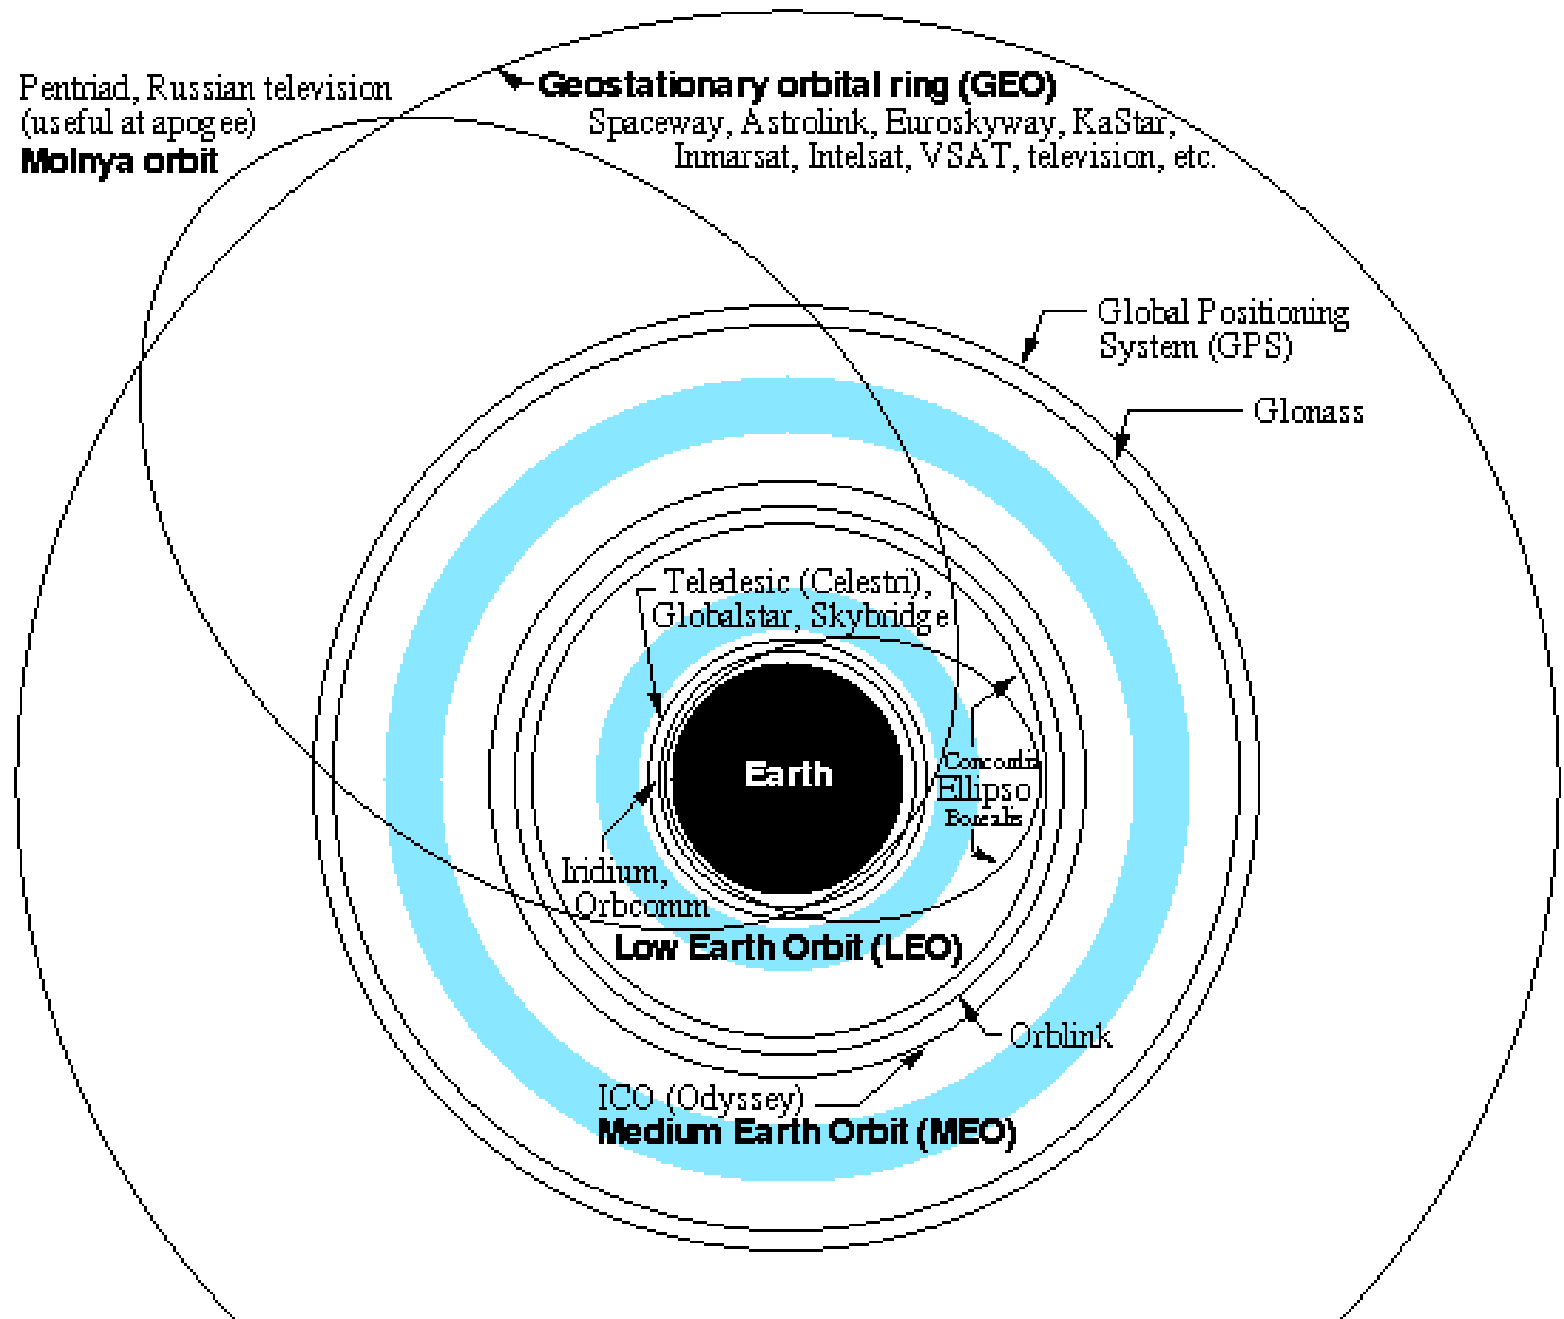 Pentriad, Russian television
(useful at apogee)
Molnya orbit
Geostationary orbital ring (GEO)
Spaceway, Astrolink, Euroskyway, KaStar,
Inmarsat, Intelsat, VSAT, television, etc.
Global Positioning
System (GPS)
Glonass
Teledesic (Celestri),
Globalstar, Skybridge
Earth
Concordia
Ellipso
Borealis
Iridium,
Orbcomm
Low Earth Orbit (LEO)
Orblink
ICO (Odyssey)
Medium Earth Orbit (MEO)